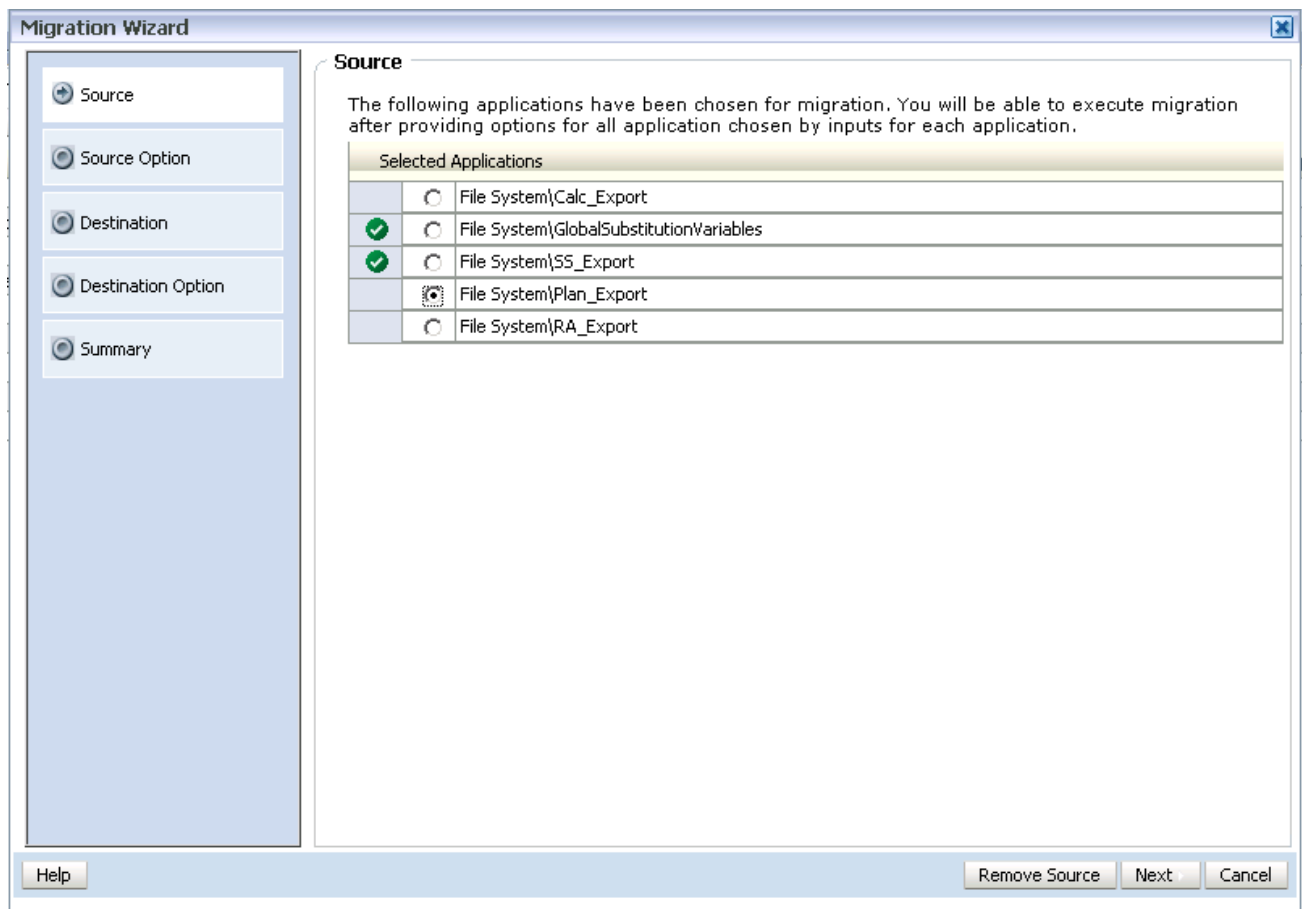 Migration Wizard
Source
Source Option
Destination
Destination Option
Summary
Source
The following applications have been chosen for migration. You will be able to execute migration
after providing options for all application chosen by inputs for each application.
Selected Applications
File System\Calc_Export
File System\GlobalSubstitutionVariables
File System\SS_Export
File System\Plan_Export
File System\RA_Export
Help
Remove Source
Next
Cancel